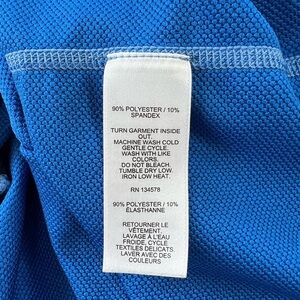 90% POLYESTER / 10%
SPANDEX
TURN GARMENT INSIDE
OUT.
MACHINE WASH COLD
GENTLE CYCLE.
WASH WITH LIKE
COLORS.
DO NOT BLEACH.
TUMBLE DRY LOW.
IRON LOW HEAT.
RN 134578
90% POLYESTER / 10%
ÉLASTHANNE
RETOURNER LE
VÊTEMENT.
LAVAGE À L'EAU
FROIDE, CYCLE
TEXTILES DÉLICATS.
LAVER AVEC DES
COULEURS